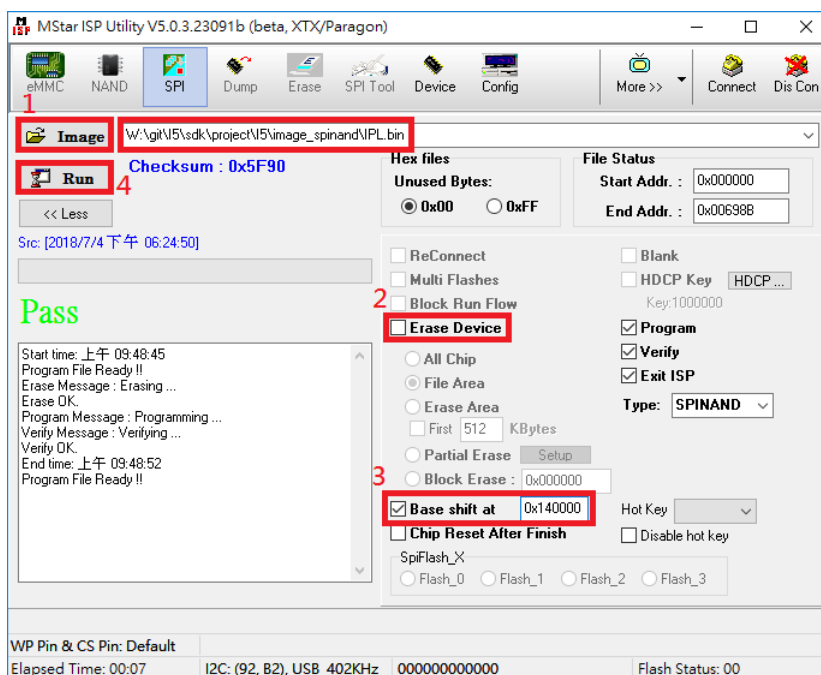 MStar ISP Utility V5.0.3.23091b (beta, XTX/Paragon)
eMMC NAND SPI Dump Erase SPI Tool Device Config More >> Connect Dis Con
1
Image W:\git\I5\sdk\project\I5\image_spinand\IPL.bin
Run
4
Checksum : 0x5F90
<< Less
Hex files
Unused Bytes:
0x00 0xFF
File Status
Start Addr. : 0x000000
End Addr. : 0x00698B
Src: [2018/7/4 下午 06:24:50]
Pass
Start time: 上午 09:48:45
Program File Ready !!
Erase Message : Erasing ...
Erase OK.
Program Message : Programming ...
Verify Message : Verifying ...
Verify OK.
End time: 上午 09:48:52
Program File Ready !!
ReConnect
Multi Flashes
2
Block Run Flow
Erase Device
All Chip
File Area
Erase Area
First 512 KBytes
Partial Erase Setup
3
Block Erase : 0x000000
Base shift at 0x140000
Chip Reset After Finish
Blank
HDCP Key HDCP ...
Key:1000000
Program
Verify
Exit ISP
Type: SPINAND
Hot Key
Disable hot key
SpiFlash_X
Flash_0 Flash_1 Flash_2 Flash_3
WP Pin & CS Pin: Default
Elapsed Time: 00:07 I2C: (92, B2), USB 402KHz 000000000000 Flash Status: 00